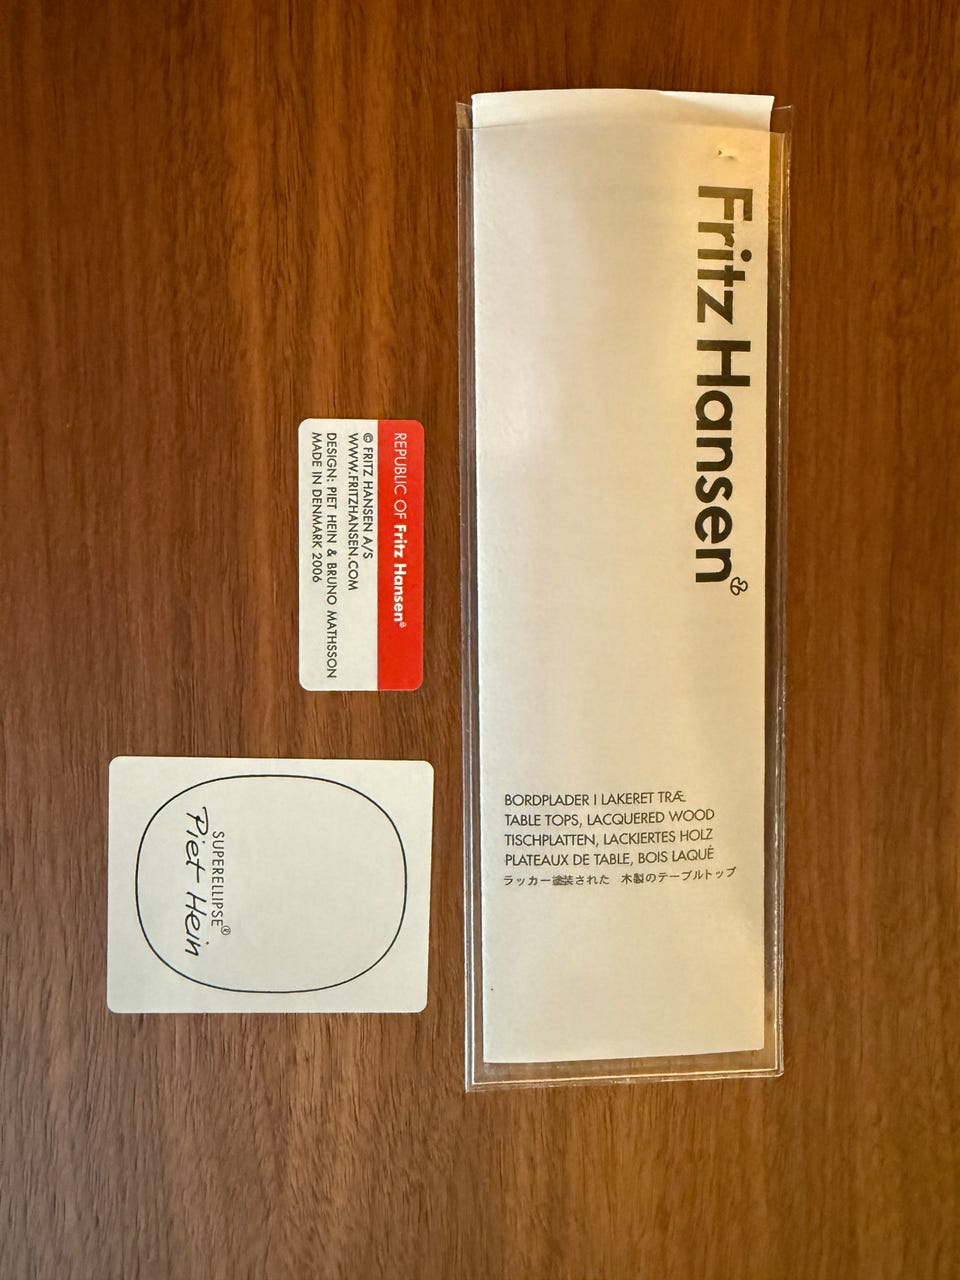 Fritz Hansen®
BORDPLADER I LAKERET TRÆ
TABLE TOPS, LACQUERED WOOD
TISCHPLATTEN, LACKIERTES HOLZ
PLATEAUX DE TABLE, BOIS LAQUÉ
ラッカー塗装された 木製のテーブルトップ
REPUBLIC OF Fritz Hansen®
© FRITZ HANSEN A/S
WWW.FRITZHANSEN.COM
DESIGN: PIET HEIN & BRUNO MATHSSON
MADE IN DENMARK 2006
SUPERELLIPSE®
Piet Hein